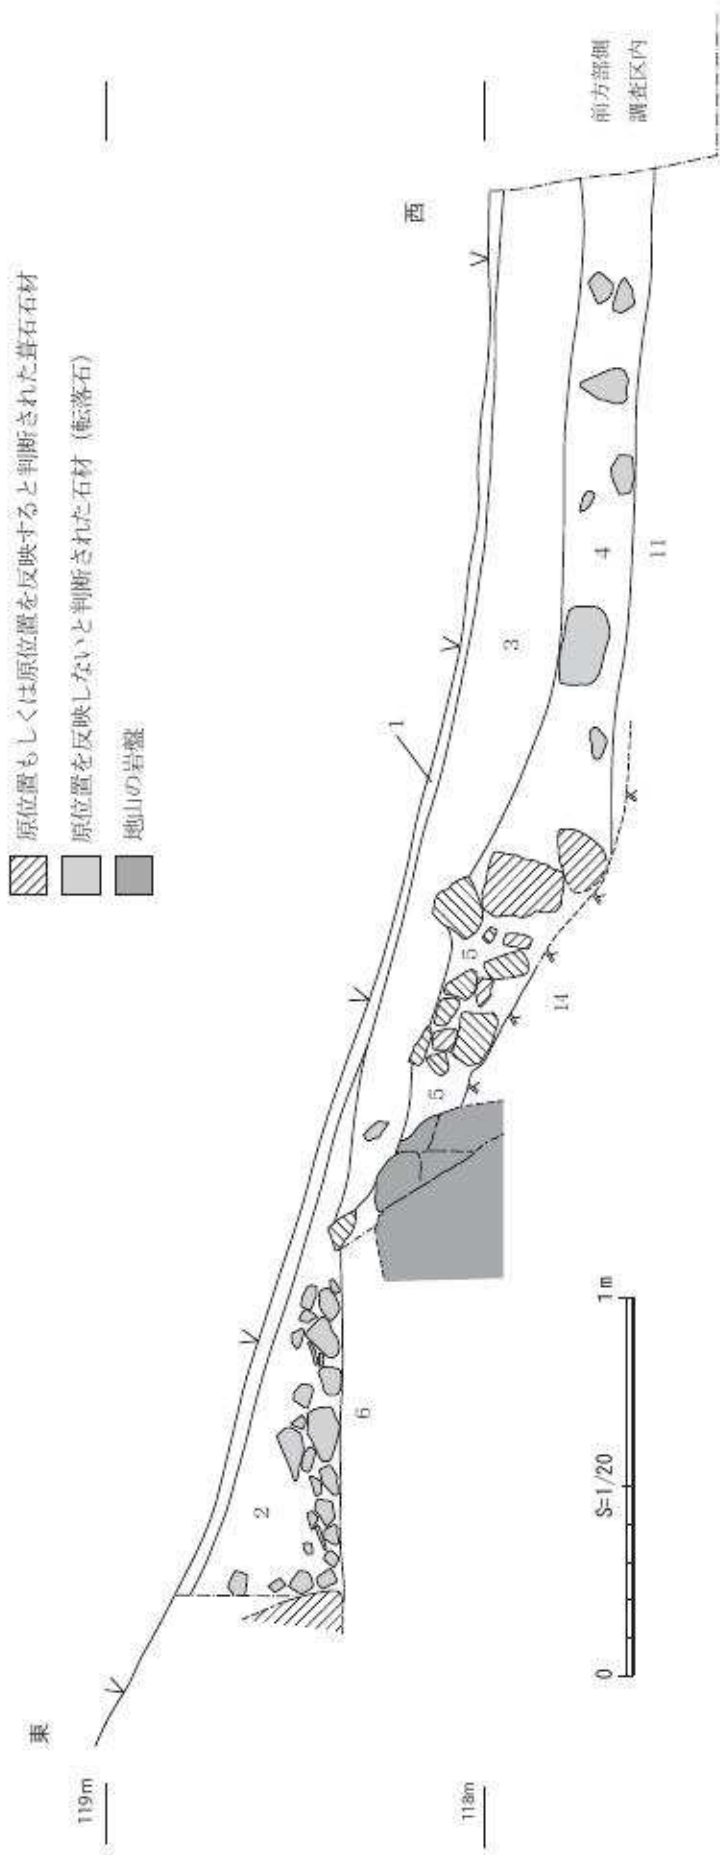 原位置もしくは原位置を反映すると判断された葺石石材
原位置を反映しないと判断された石材（転落石）
地山の岩盤
東
西
119m
118m
前方部側
調査区内
1
2
3
4
5
5
6
11
14
0
S=1/20
1m